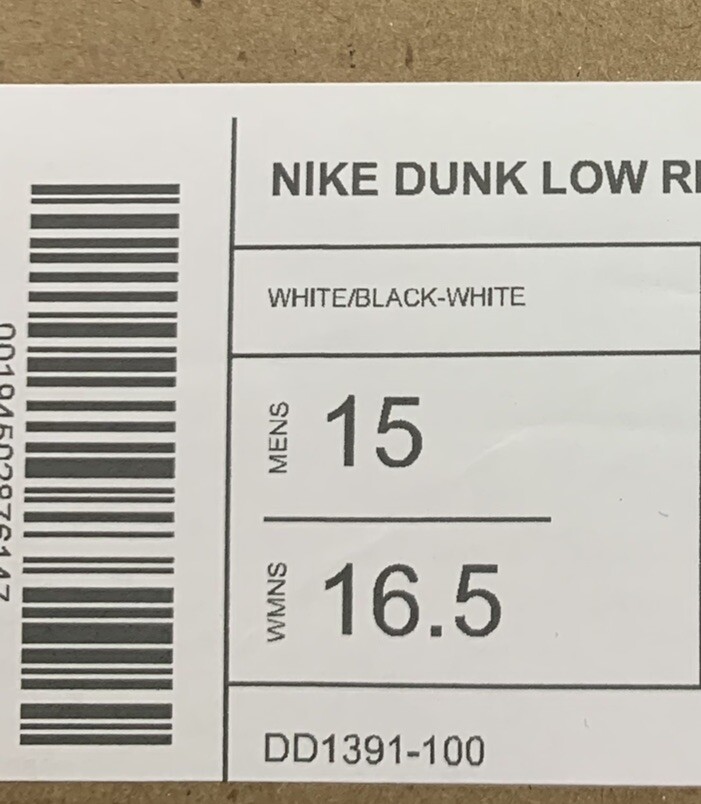 NIKE DUNK LOW
WHITE/BLACK-WHITE
MENS 15
WMNS 16.5
DD1391-100